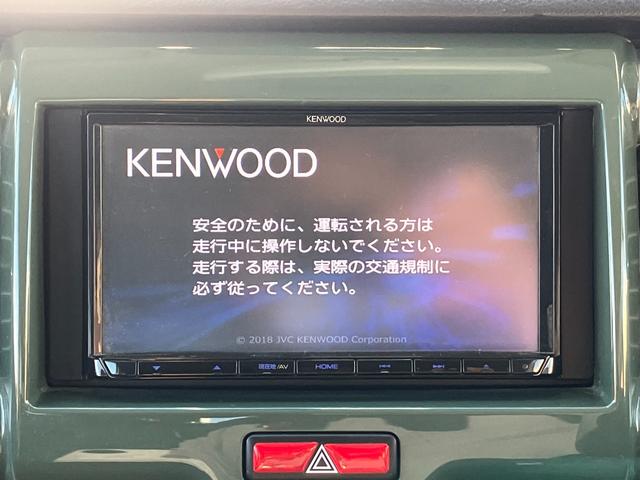 KENWOOD
KENWOOD
安全のために、運転される方は
走行中に操作しないでください。
走行する際は、実際の交通規制に
必ず従ってください。
© 2018 JVC KENWOOD Corporation
現在地/AV HOME